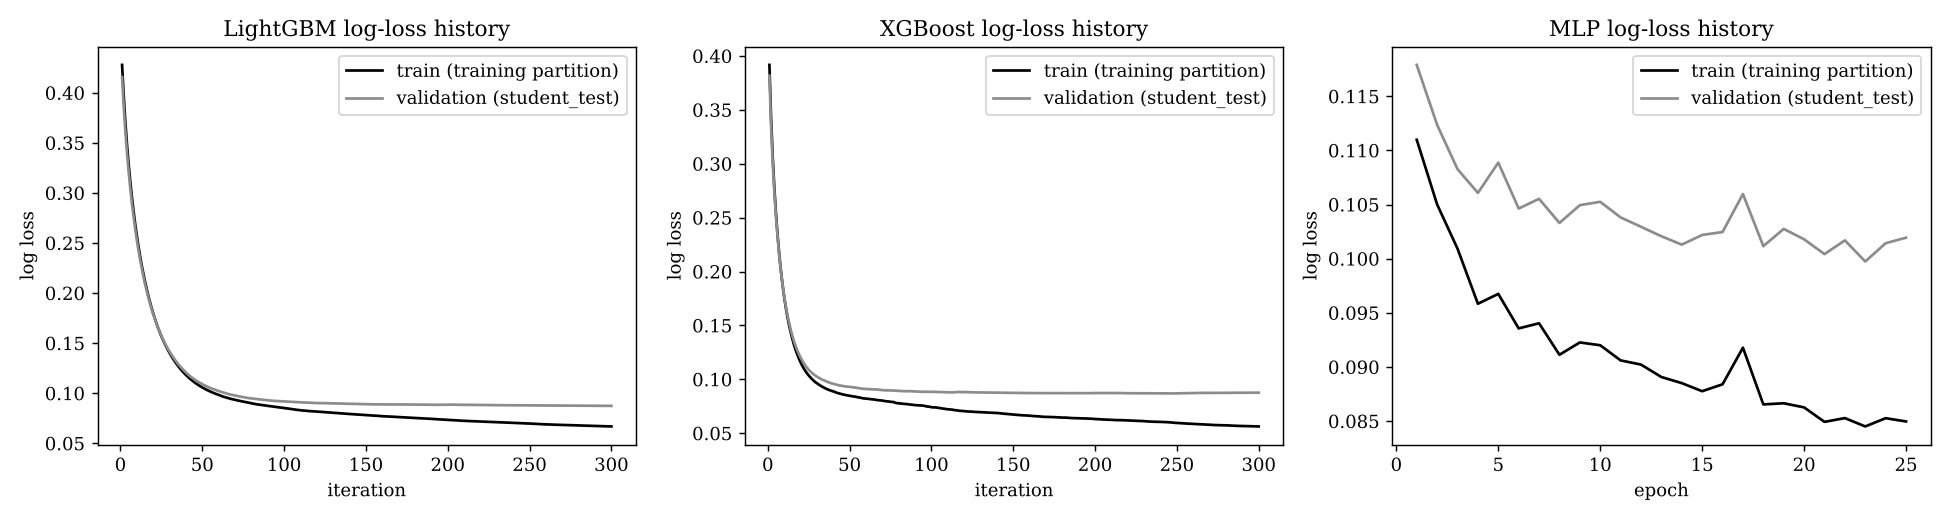 LightGBM log-loss history
train (training partition)
validation (student_test)
log loss
0.40
0.35
0.30
0.25
0.20
0.15
0.10
0.05
0
50
100
150
200
250
300
iteration
XGBoost log-loss history
train (training partition)
validation (student_test)
log loss
0.40
0.35
0.30
0.25
0.20
0.15
0.10
0.05
0
50
100
150
200
250
300
iteration
MLP log-loss history
train (training partition)
validation (student_test)
log loss
0.115
0.110
0.105
0.100
0.095
0.090
0.085
0
5
10
15
20
25
epoch